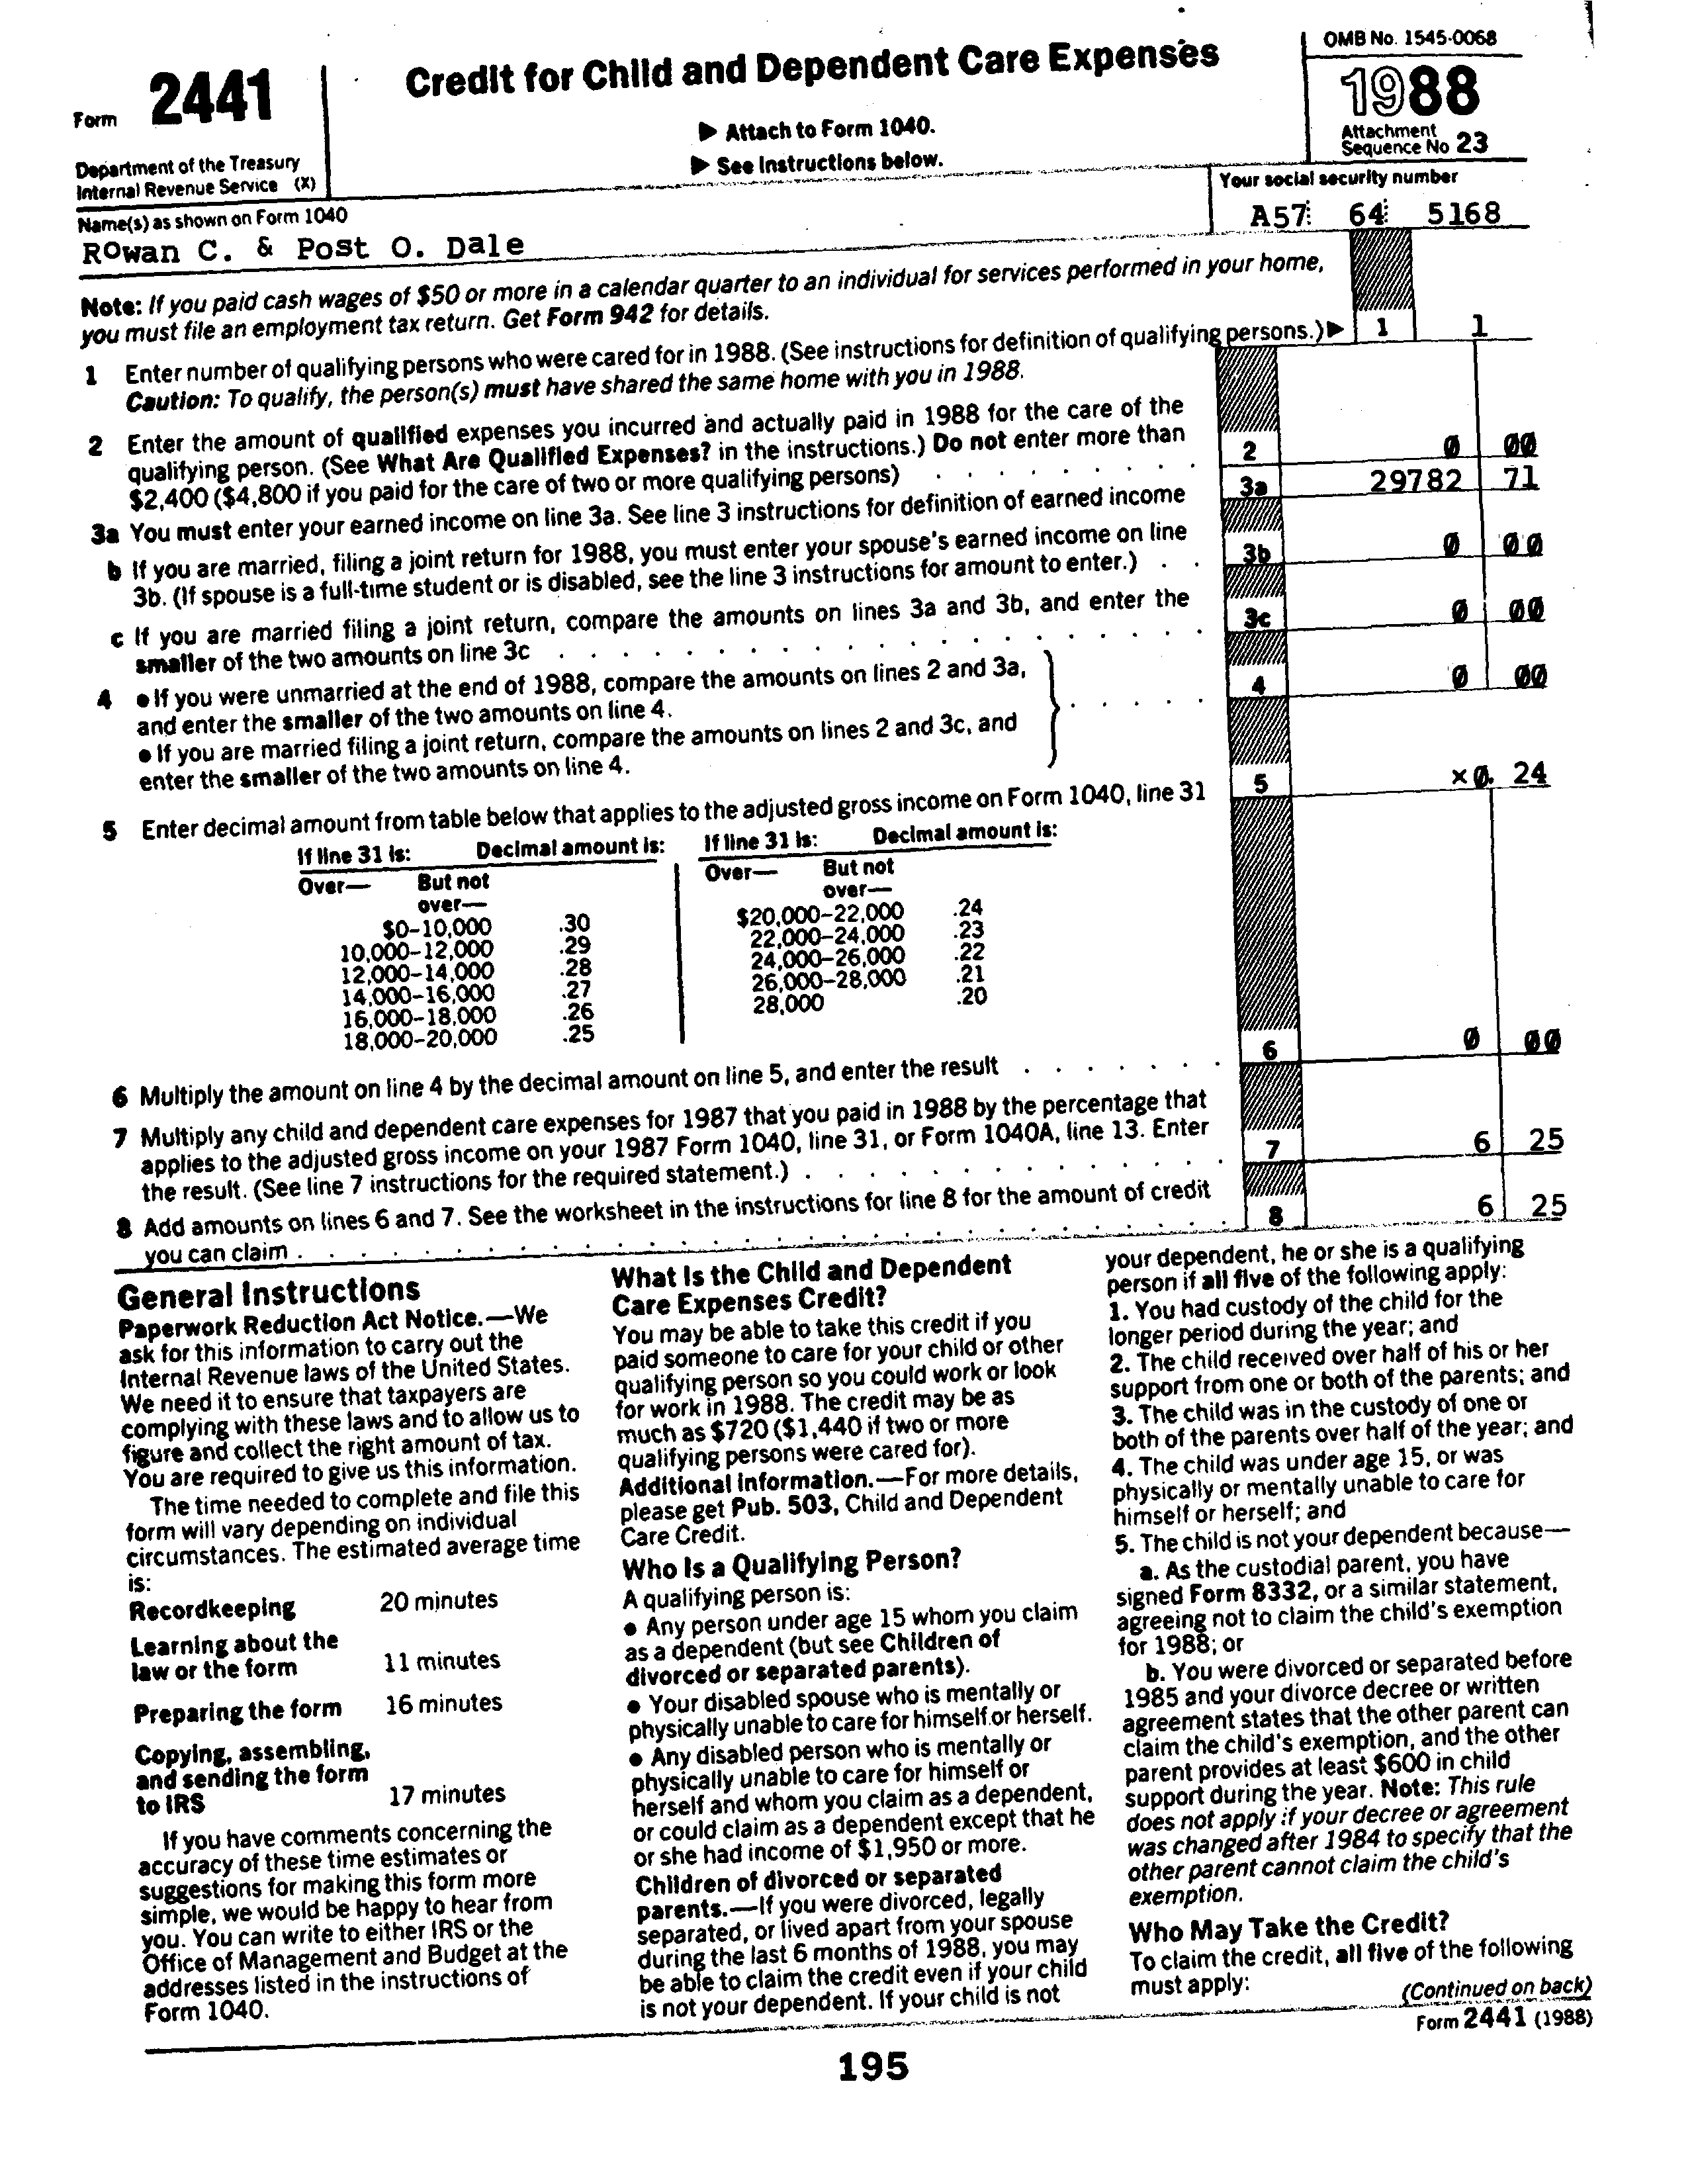 Form 2441
Department of the Treasury
Internal Revenue Service (X)
Credit for Child and Dependent Care Expenses
▶ Attach to Form 1040.
▶ See Instructions below.
OMB No. 1545-0068
1988
Attachment
Sequence No 23
Name(s) as shown on Form 1040
ROwan C. & Post O. Dale
Your social security number
A57 64 5168
Note: If you paid cash wages of $50 or more in a calendar quarter to an individual for services performed in your home,
you must file an employment tax return. Get Form 942 for details.
1 Enter number of qualifying persons who were cared for in 1988. (See instructions for definition of qualifying persons.)▶ 1 1
Caution: To qualify, the person(s) must have shared the same home with you in 1988.
2 Enter the amount of qualified expenses you incurred and actually paid in 1988 for the care of the
qualifying person. (See What Are Qualified Expenses? in the instructions.) Do not enter more than
$2,400 ($4,800 if you paid for the care of two or more qualifying persons) . . . . . . . . 2 0 00
3a You must enter your earned income on line 3a. See line 3 instructions for definition of earned income 3a 29782 71
b If you are married, filing a joint return for 1988, you must enter your spouse's earned income on line
3b. (If spouse is a full-time student or is disabled, see the line 3 instructions for amount to enter.) . . 3b 0 00
c If you are married filing a joint return, compare the amounts on lines 3a and 3b, and enter the
smaller of the two amounts on line 3c . . . . . . . . . . . . . . . . . 3c 0 00
4 ● If you were unmarried at the end of 1988, compare the amounts on lines 2 and 3a,
and enter the smaller of the two amounts on line 4.
● If you are married filing a joint return, compare the amounts on lines 2 and 3c, and
enter the smaller of the two amounts on line 4. . . . . . 4 0 00
5 Enter decimal amount from table below that applies to the adjusted gross income on Form 1040, line 31 5 × 0. 24
If line 31 is: Decimal amount is: If line 31 is: Decimal amount is:
Over— But not over— Over— But not over—
$0–10,000 .30 $20,000–22,000 .24
10,000–12,000 .29 22,000–24,000 .23
12,000–14,000 .28 24,000–26,000 .22
14,000–16,000 .27 26,000–28,000 .21
16,000–18,000 .26 28,000 .20
18,000–20,000 .25
6 Multiply the amount on line 4 by the decimal amount on line 5, and enter the result . . . . . . . 6 0 00
7 Multiply any child and dependent care expenses for 1987 that you paid in 1988 by the percentage that
applies to the adjusted gross income on your 1987 Form 1040, line 31, or Form 1040A, line 13. Enter
the result. (See line 7 instructions for the required statement.) . . . . . . . . . . . . . 7 6 25
8 Add amounts on lines 6 and 7. See the worksheet in the instructions for line 8 for the amount of credit
you can claim . . . . . . . . . . . . . . . . . . . . . . . 8 6 25
General Instructions
Paperwork Reduction Act Notice.—We
ask for this information to carry out the
Internal Revenue laws of the United States.
We need it to ensure that taxpayers are
complying with these laws and to allow us to
figure and collect the right amount of tax.
You are required to give us this information.
The time needed to complete and file this
form will vary depending on individual
circumstances. The estimated average time
is:
Recordkeeping 20 minutes
Learning about the
law or the form 11 minutes
Preparing the form 16 minutes
Copying, assembling,
and sending the form
to IRS 17 minutes
If you have comments concerning the
accuracy of these time estimates or
suggestions for making this form more
simple, we would be happy to hear from
you. You can write to either IRS or the
Office of Management and Budget at the
addresses listed in the instructions of
Form 1040.
What Is the Child and Dependent
Care Expenses Credit?
You may be able to take this credit if you
paid someone to care for your child or other
qualifying person so you could work or look
for work in 1988. The credit may be as
much as $720 ($1,440 if two or more
qualifying persons were cared for).
Additional Information.—For more details,
please get Pub. 503, Child and Dependent
Care Credit.
Who Is a Qualifying Person?
A qualifying person is:
● Any person under age 15 whom you claim
as a dependent (but see Children of
divorced or separated parents).
● Your disabled spouse who is mentally or
physically unable to care for himself or herself.
● Any disabled person who is mentally or
physically unable to care for himself or
herself and whom you claim as a dependent,
or could claim as a dependent except that he
or she had income of $1,950 or more.
Children of divorced or separated
parents.—If you were divorced, legally
separated, or lived apart from your spouse
during the last 6 months of 1988, you may
be able to claim the credit even if your child
is not your dependent. If your child is not
your dependent, he or she is a qualifying
person if all five of the following apply:
1. You had custody of the child for the
longer period during the year; and
2. The child received over half of his or her
support from one or both of the parents; and
3. The child was in the custody of one or
both of the parents over half of the year; and
4. The child was under age 15, or was
physically or mentally unable to care for
himself or herself; and
5. The child is not your dependent because—
a. As the custodial parent, you have
signed Form 8332, or a similar statement,
agreeing not to claim the child's exemption
for 1988; or
b. You were divorced or separated before
1985 and your divorce decree or written
agreement states that the other parent can
claim the child's exemption, and the other
parent provides at least $600 in child
support during the year. Note: This rule
does not apply if your decree or agreement
was changed after 1984 to specify that the
other parent cannot claim the child's
exemption.
Who May Take the Credit?
To claim the credit, all five of the following
must apply:
(Continued on back)
Form 2441 (1988)
195